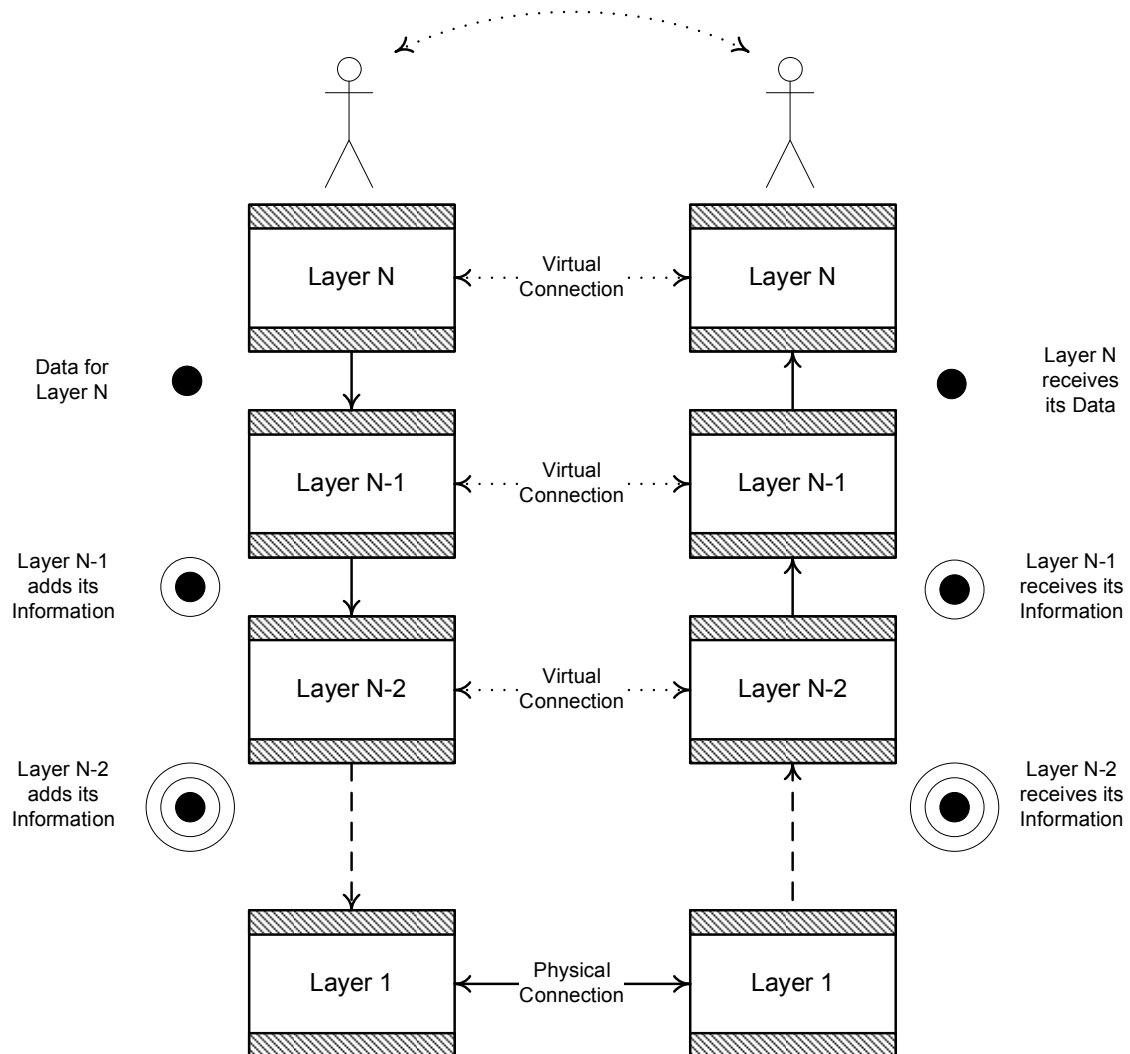 Layer N
Virtual
Connection
Layer N
Data for
Layer N
Layer N
receives
its Data
Layer N-1
Virtual
Connection
Layer N-1
Layer N-1
adds its
Information
Layer N-1
receives its
Information
Layer N-2
Virtual
Connection
Layer N-2
Layer N-2
adds its
Information
Layer N-2
receives its
Information
Layer 1
Physical
Connection
Layer 1